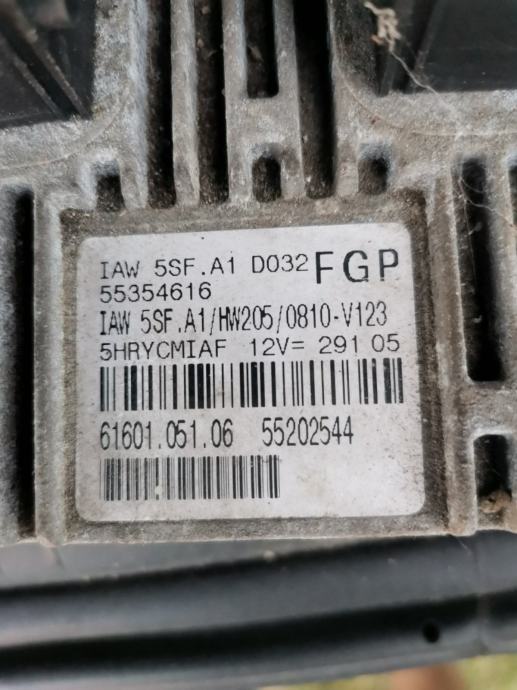 IAW 5SF.A1 D032 FGP
55354616
IAW 5SF.A1/HW205/0810-V123
5HRYCMIAF 12V= 291 05
61601.051.06 55202544